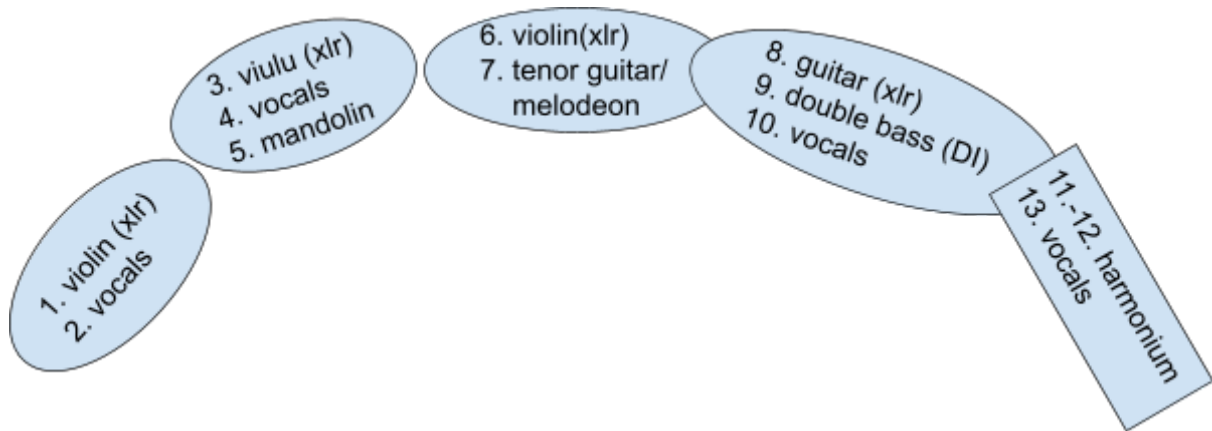 1. violin (xlr)
2. vocals
3. viulu (xlr)
4. vocals
5. mandolin
6. violin(xlr)
7. tenor guitar/
melodeon
8. guitar (xlr)
9. double bass (DI)
10. vocals
11.-12. harmonium
13. vocals